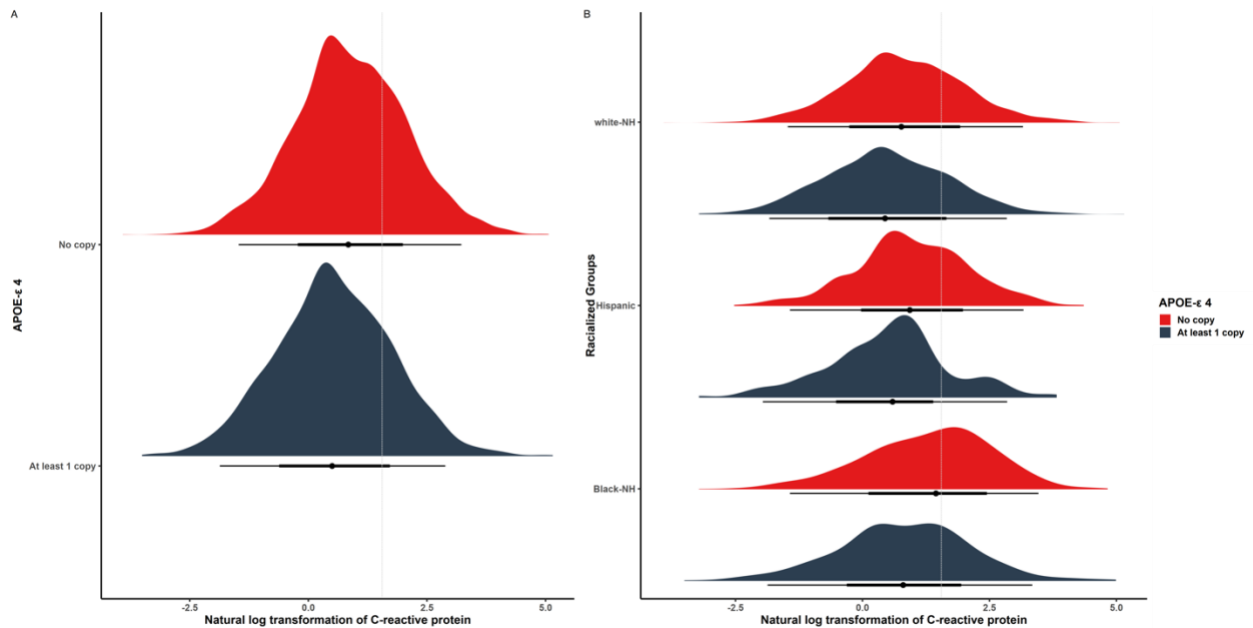 A
APOE-ε 4
No copy
At least 1 copy
-2.5
0.0
2.5
5.0
Natural log transformation of C-reactive protein
B
Racialized Groups
white-NH
Hispanic
Black-NH
-2.5
0.0
2.5
5.0
Natural log transformation of C-reactive protein
APOE-ε 4
No copy
At least 1 copy